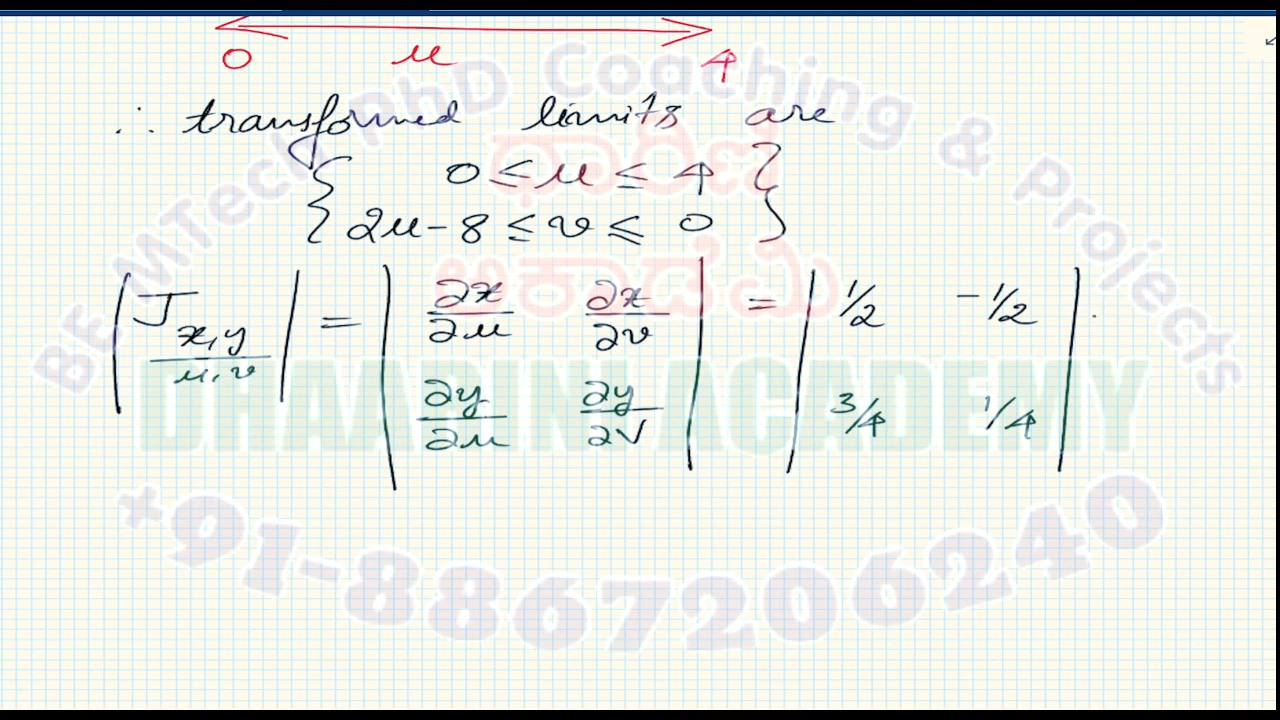 0 u 4
∴ transformed limits are
{ 0 ≤ u ≤ 4 }
{ 2u - 8 ≤ v ≤ 0 }
| J x,y / u,v | = | ∂x/∂u ∂x/∂v | = | 1/2 -1/2 | .
| ∂y/∂u ∂y/∂v | | 3/4 1/4 |
BE MTech PhD Coaching & Projects
ಅಕಾಡೆಮಿ
DHAARINI ACADEMY
+91-8867206240